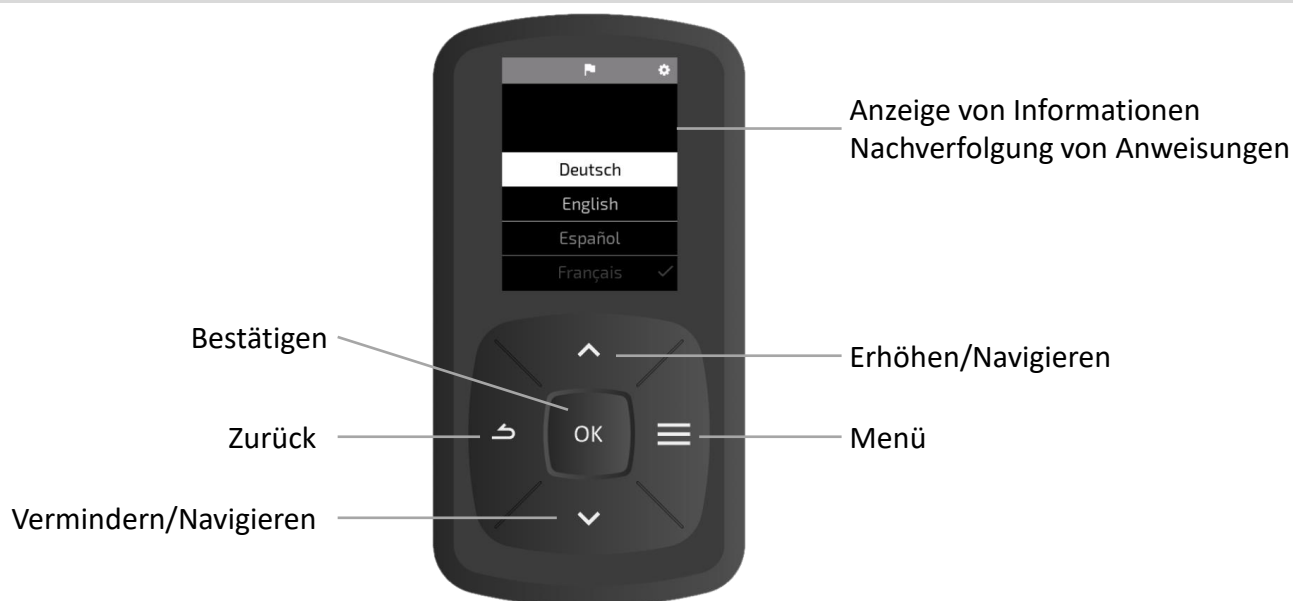 Anzeige von Informationen
Nachverfolgung von Anweisungen
Deutsch
English
Español
Français
Bestätigen
Erhöhen/Navigieren
Zurück
OK
Menü
Vermindern/Navigieren